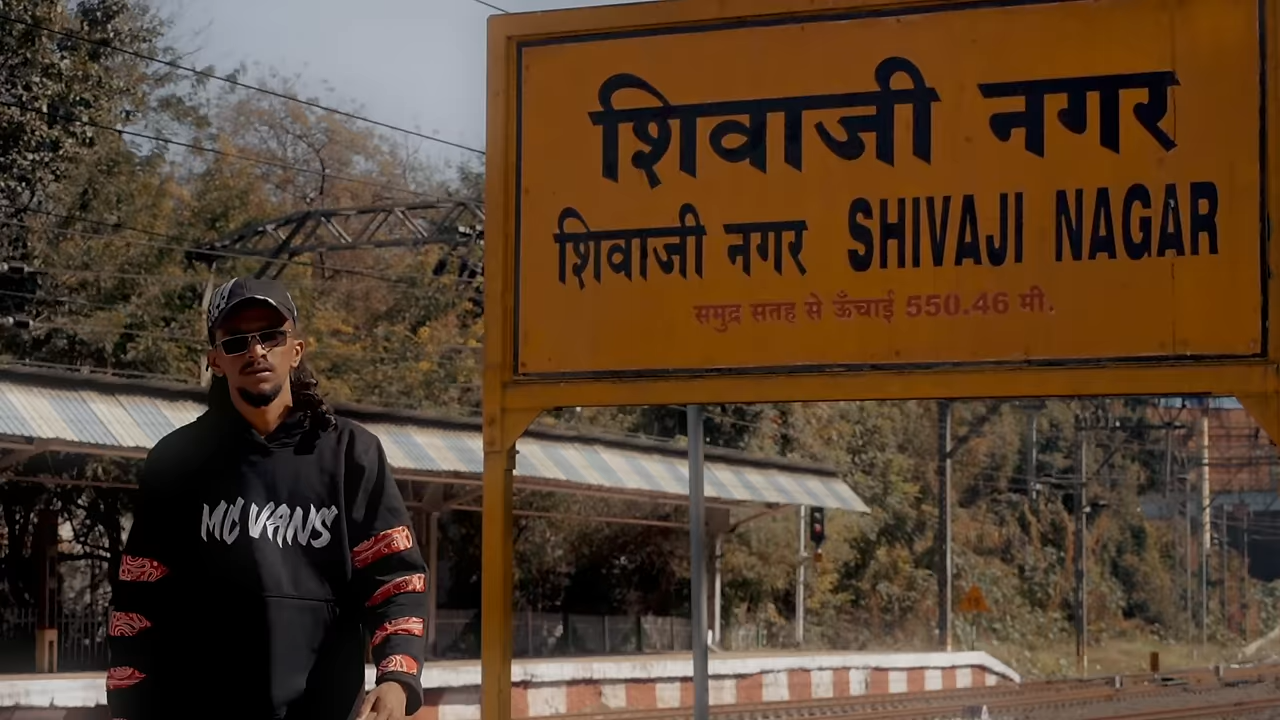 शिवाजी नगर
शिवाजी नगर SHIVAJI NAGAR
समुद्र सतह से ऊँचाई 550.46 मी.
MC VANS